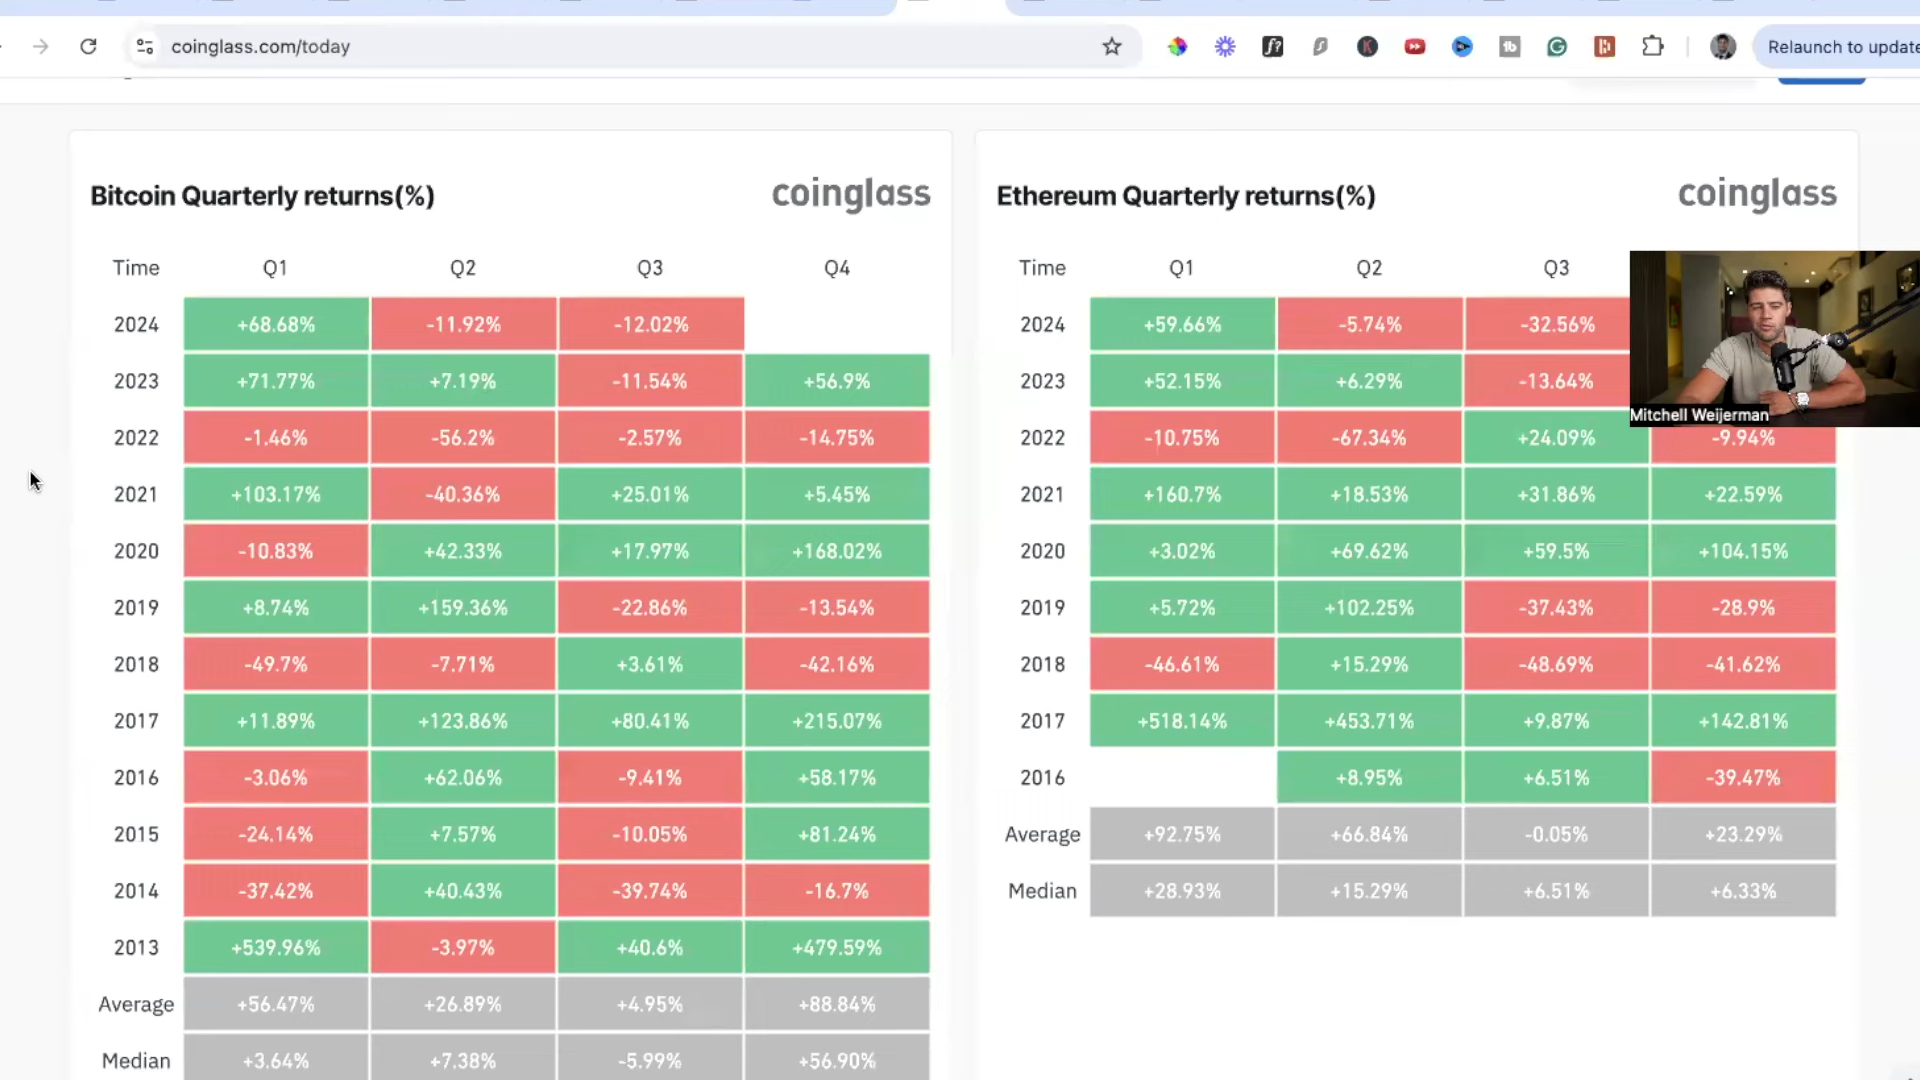 coinglass.com/today
Relaunch to update
Bitcoin Quarterly returns(%)
coinglass
Time Q1 Q2 Q3 Q4
2024 +68.68% -11.92% -12.02%
2023 +71.77% +7.19% -11.54% +56.9%
2022 -1.46% -56.2% -2.57% -14.75%
2021 +103.17% -40.36% +25.01% +5.45%
2020 -10.83% +42.33% +17.97% +168.02%
2019 +8.74% +159.36% -22.86% -13.54%
2018 -49.7% -7.71% +3.61% -42.16%
2017 +11.89% +123.86% +80.41% +215.07%
2016 -3.06% +62.06% -9.41% +58.17%
2015 -24.14% +7.57% -10.05% +81.24%
2014 -37.42% +40.43% -39.74% -16.7%
2013 +539.96% -3.97% +40.6% +479.59%
Average +56.47% +26.89% +4.95% +88.84%
Median +3.64% +7.38% -5.99% +56.90%
Ethereum Quarterly returns(%)
coinglass
Time Q1 Q2 Q3
2024 +59.66% -5.74% -32.56%
2023 +52.15% +6.29% -13.64%
Mitchell Weijerman
2022 -10.75% -67.34% +24.09% -9.94%
2021 +160.7% +18.53% +31.86% +22.59%
2020 +3.02% +69.62% +59.5% +104.15%
2019 +5.72% +102.25% -37.43% -28.9%
2018 -46.61% +15.29% -48.69% -41.62%
2017 +518.14% +453.71% +9.87% +142.81%
2016 +8.95% +6.51% -39.47%
Average +92.75% +66.84% -0.05% +23.29%
Median +28.93% +15.29% +6.51% +6.33%